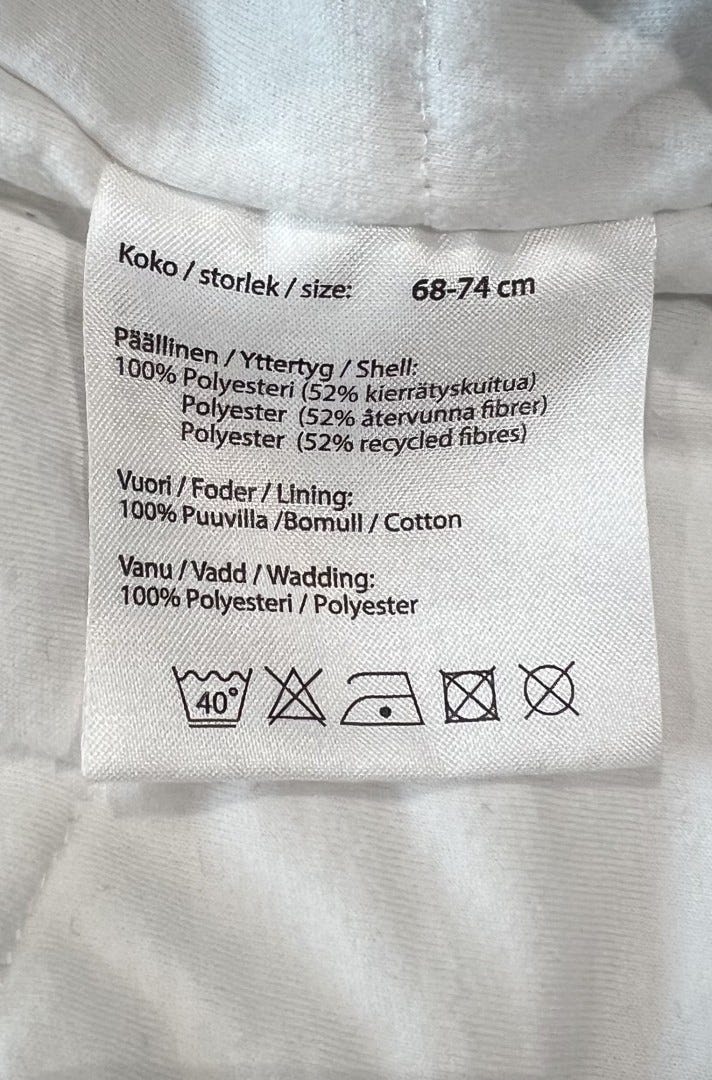 Koko / storlek / size: 68-74 cm
Päällinen / Yttertyg / Shell:
100% Polyesteri (52% kierrätyskuitua)
Polyester (52% återvunna fibrer)
Polyester (52% recycled fibres)
Vuori / Foder / Lining:
100% Puuvilla /Bomull / Cotton
Vanu / Vadd / Wadding:
100% Polyesteri / Polyester
40°